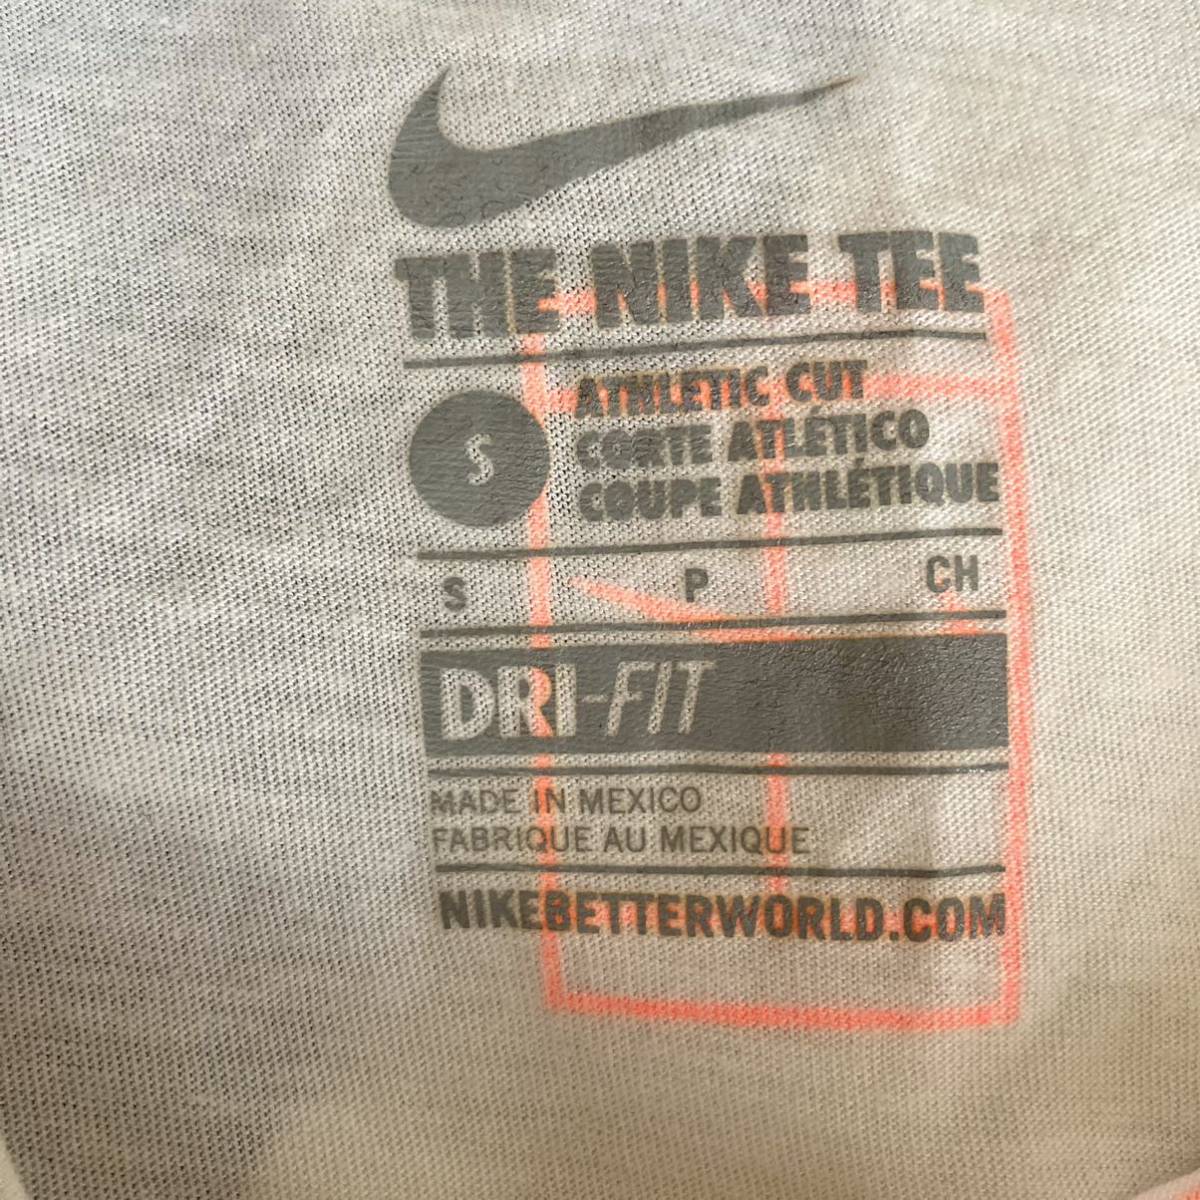 THE NIKE TEE
S
ATHLETIC CUT
CORTE ATLÉTICO
COUPE ATHLÉTIQUE
S P CH
DRI-FIT
MADE IN MEXICO
FABRIQUE AU MEXIQUE
NIKEBETTERWORLD.COM